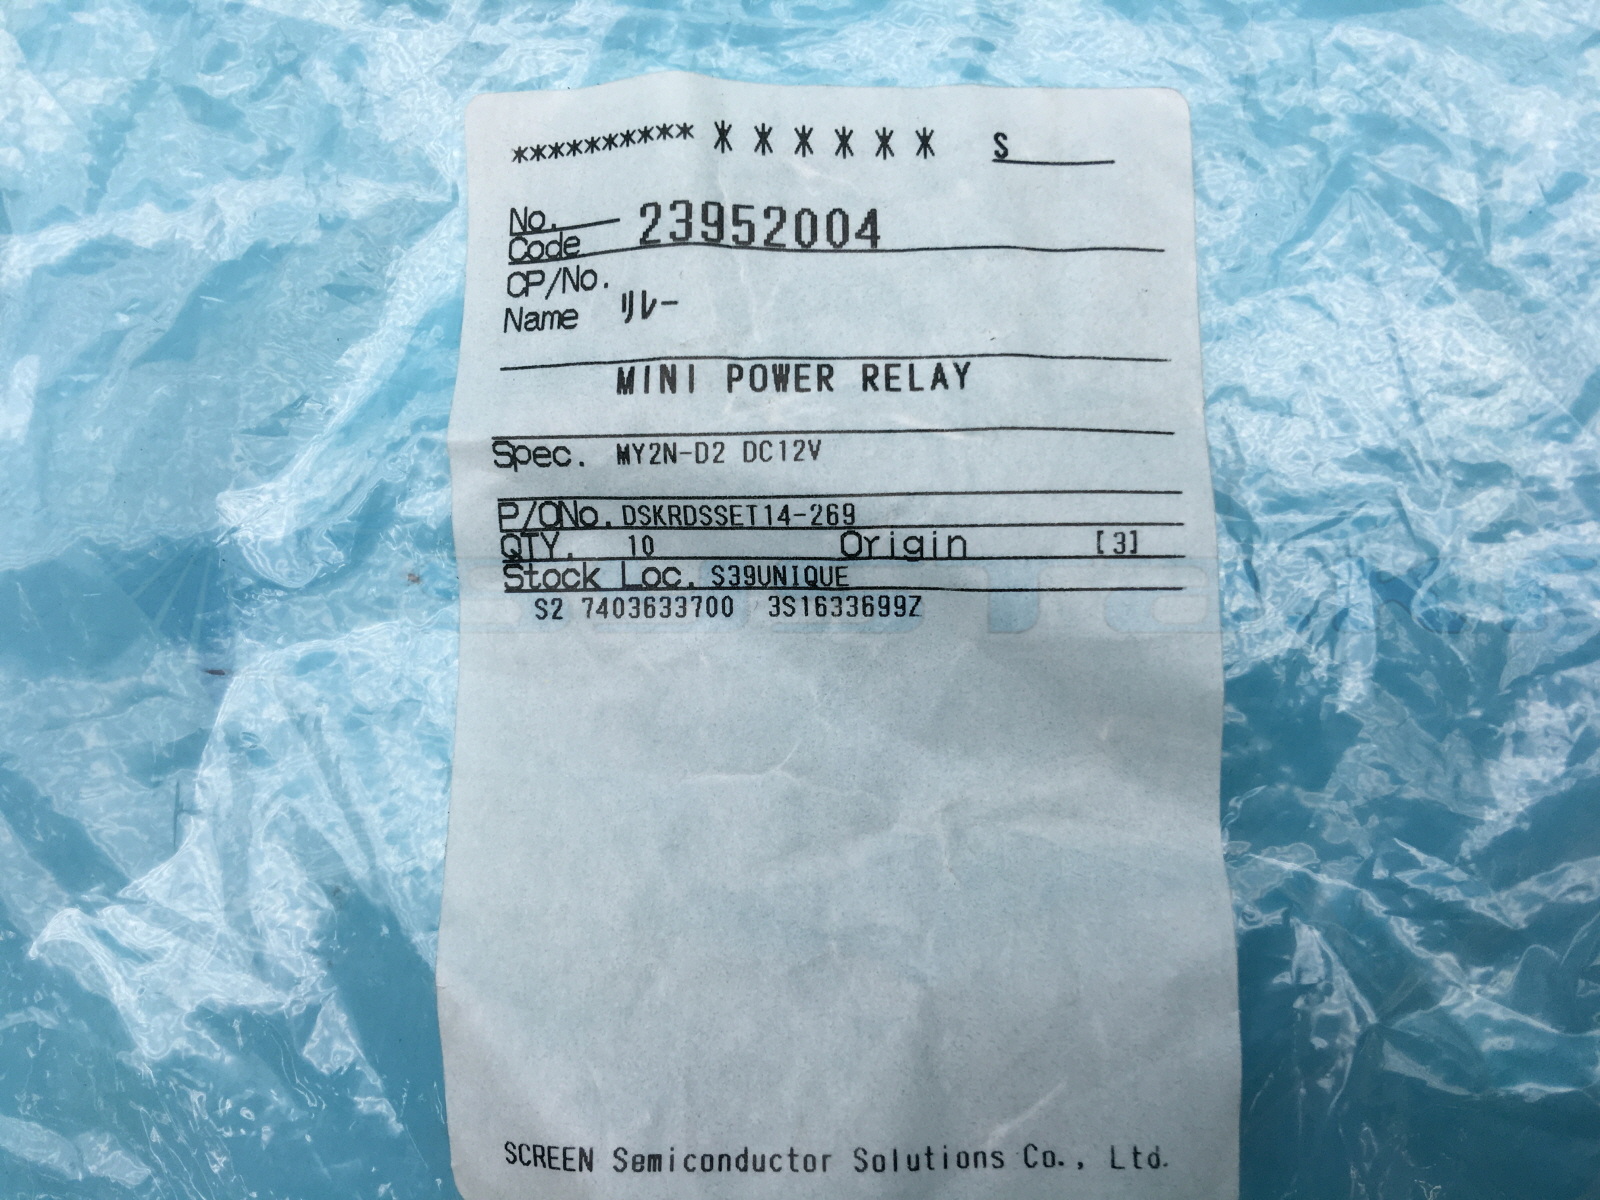 ********** ****** S
No. 23952004
Code
CP/No.
Name リレー
MINI POWER RELAY
Spec. MY2N-D2 DC12V
P/ONo. DSKRDSSET14-269
QTY. 10 Origin [3]
Stock Loc. S39UNIQUE
S2 7403633700 3S1633699Z
SCREEN Semiconductor Solutions Co., Ltd.